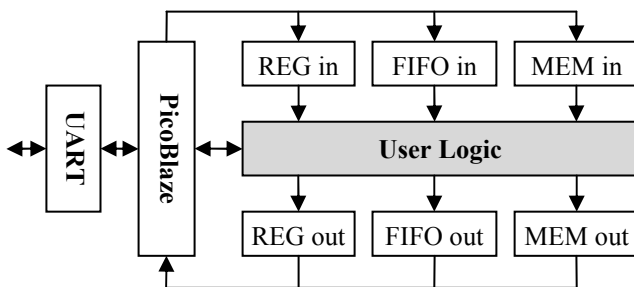 REG in
FIFO in
MEM in
UART
PicoBlaze
User Logic
REG out
FIFO out
MEM out